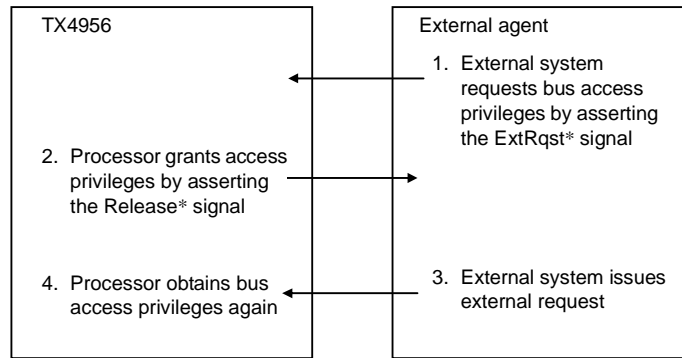 TX4956
External agent
1. External system
requests bus access
privileges by asserting
the ExtRqst* signal
2. Processor grants access
privileges by asserting
the Release* signal
3. External system issues
external request
4. Processor obtains bus
access privileges again